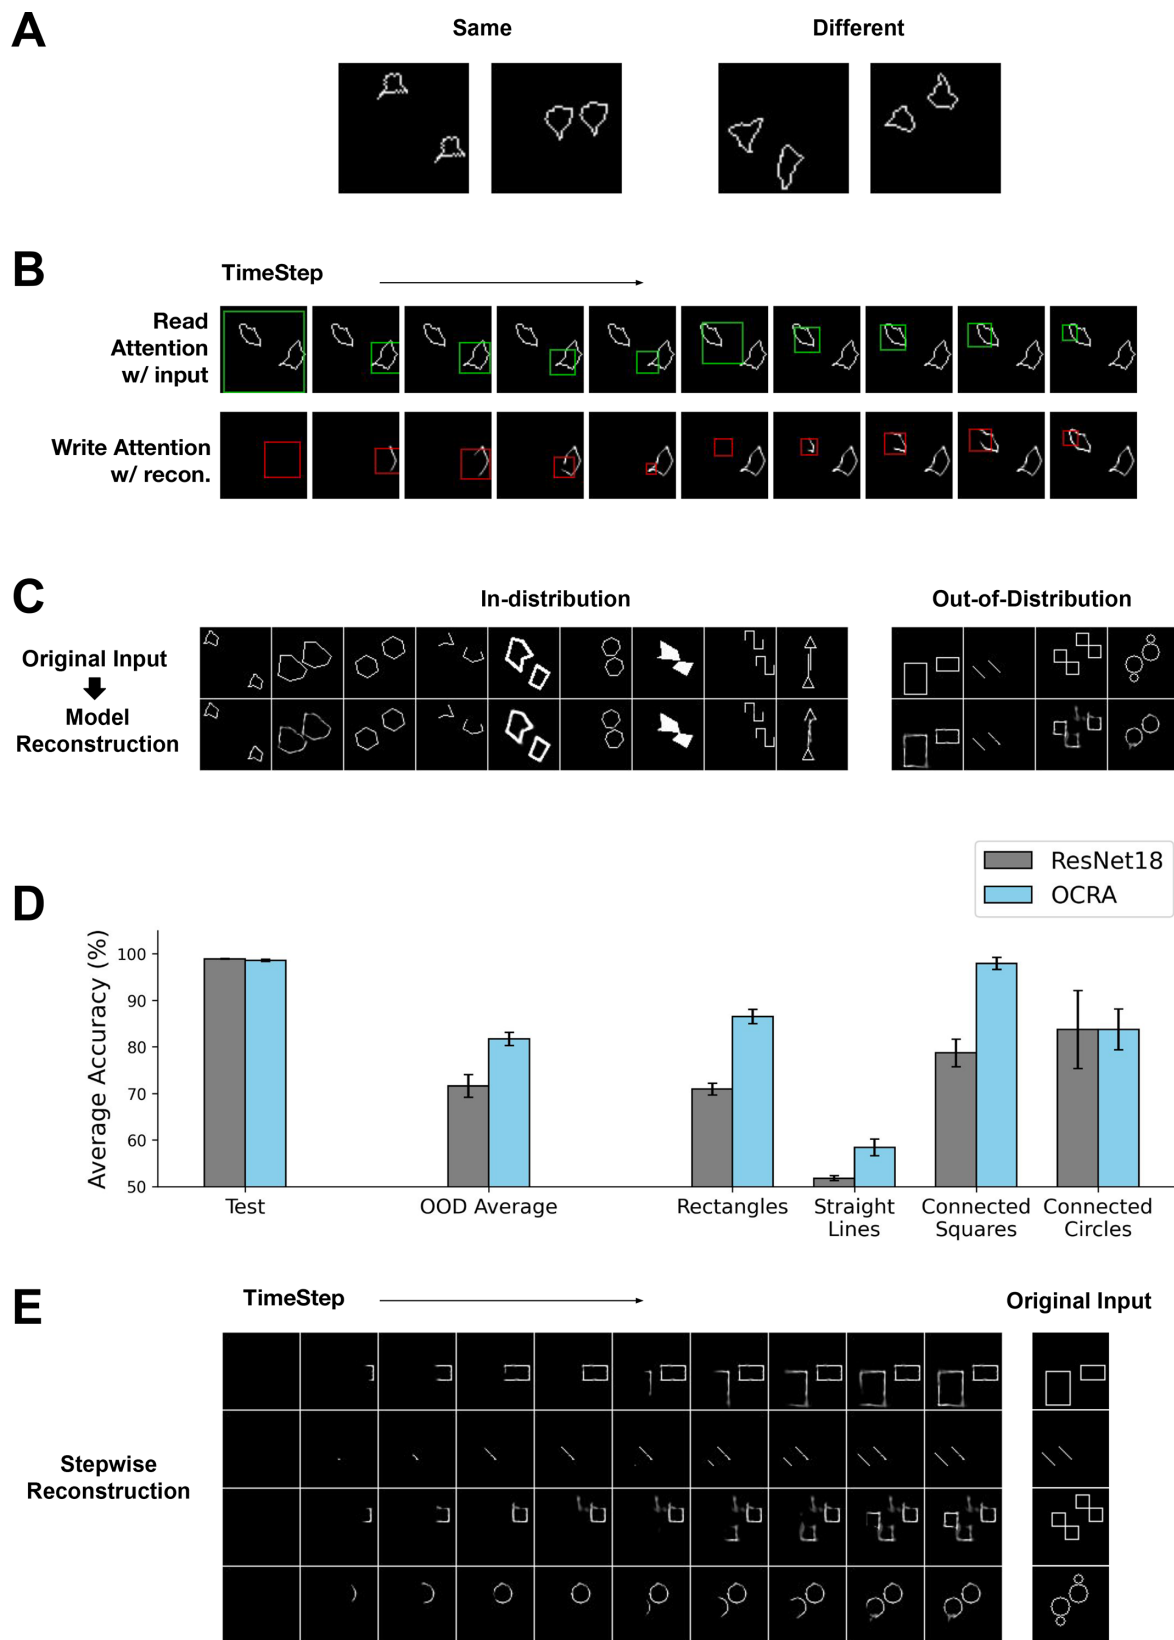 A
Same
Different
B
TimeStep
Read
Attention
w/ input
Write Attention
w/ recon.
C
In-distribution
Out-of-Distribution
Original Input
Model
Reconstruction
D
ResNet18
OCRA
Average Accuracy (%)
100
90
80
70
60
50
Test
OOD Average
Rectangles
Straight
Lines
Connected
Squares
Connected
Circles
E
TimeStep
Original Input
Stepwise
Reconstruction